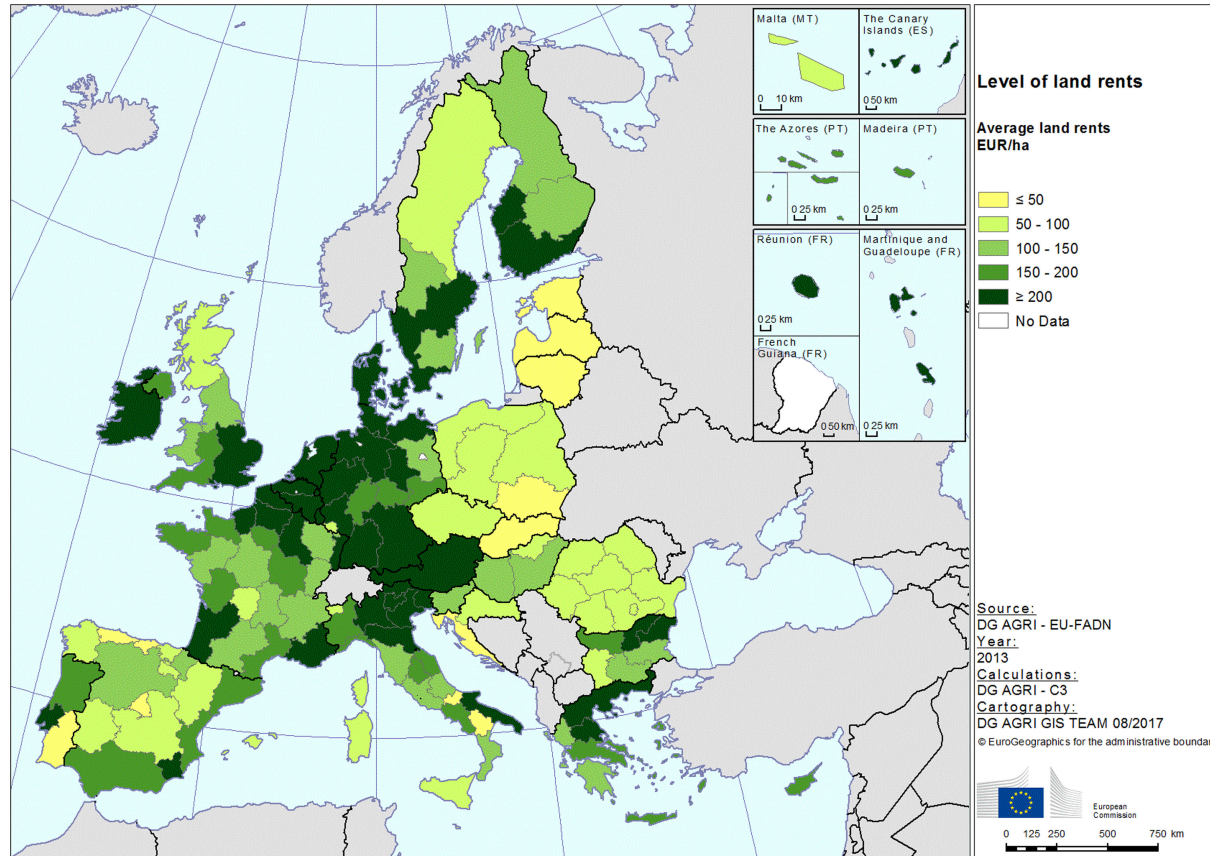 Malta (MT)
0 10 km
The Canary
Islands (ES)
0 50 km
The Azores (PT)
0 25 km
Madeira (PT)
0 25 km
Réunion (FR)
0 25 km
Martinique and
Guadeloupe (FR)
0 25 km
French
Guiana (FR)
0 50 km
Level of land rents
Average land rents
EUR/ha
≤ 50
50 - 100
100 - 150
150 - 200
≥ 200
No Data
Source:
DG AGRI - EU-FADN
Year:
2013
Calculations:
DG AGRI - C3
Cartography:
DG AGRI GIS TEAM 08/2017
© EuroGeographics for the administrative boundar
European
Commission
0 125 250 500 750 km